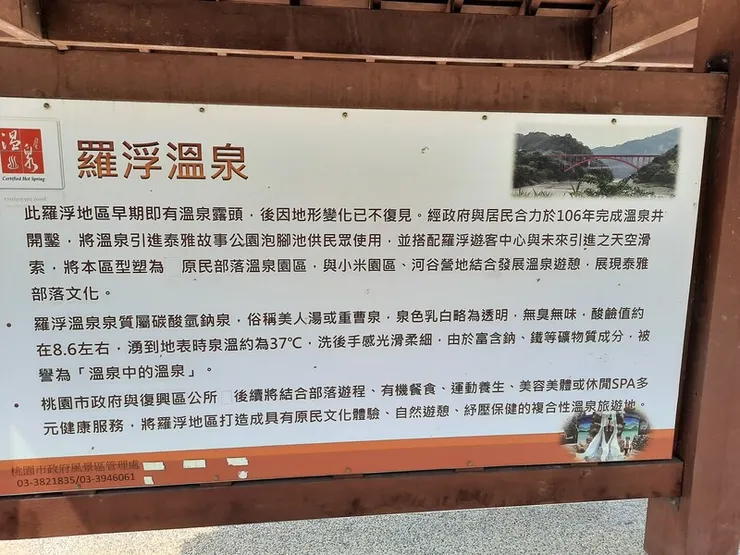 溫泉
Certified Hot Spring
羅浮溫泉
此羅浮地區早期即有溫泉露頭，後因地形變化已不復見。經政府與居民合力於106年完成溫泉井
開鑿，將溫泉引進泰雅故事公園泡腳池供民眾使用，並搭配羅浮遊客中心與未來引進之天空滑
索，將本區型塑為 原民部落溫泉園區，與小米園區、河谷營地結合發展溫泉遊憩，展現泰雅
部落文化。
• 羅浮溫泉泉質屬碳酸氫鈉泉，俗稱美人湯或重曹泉，泉色乳白略為透明，無臭無味，酸鹼值約
在8.6左右，湧到地表時泉溫約為37℃，洗後手感光滑柔細，由於富含鈉、鐵等礦物質成分，被
譽為「溫泉中的溫泉」。
• 桃園市政府與復興區公所 後續將結合部落遊程、有機餐食、運動養生、美容美體或休閒SPA多
元健康服務，將羅浮地區打造成具有原民文化體驗、自然遊憩、紓壓保健的複合性溫泉旅遊地。
桃園市政府風景區管理處
03-3821835/03-3946061